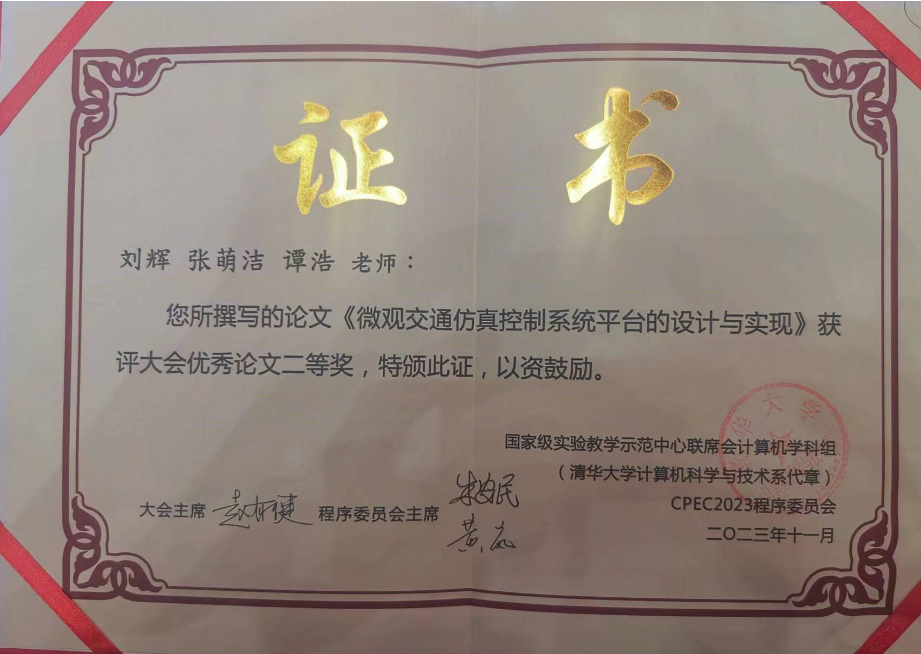 证书
刘辉 张萌洁 谭浩 老师：
您所撰写的论文《微观交通仿真控制系统平台的设计与实现》获
评大会优秀论文二等奖，特颁此证，以资鼓励。
国家级实验教学示范中心联席会计算机学科组
（清华大学计算机科学与技术系代章）
CPEC2023程序委员会
大会主席 程序委员会主席
二〇二三年十一月